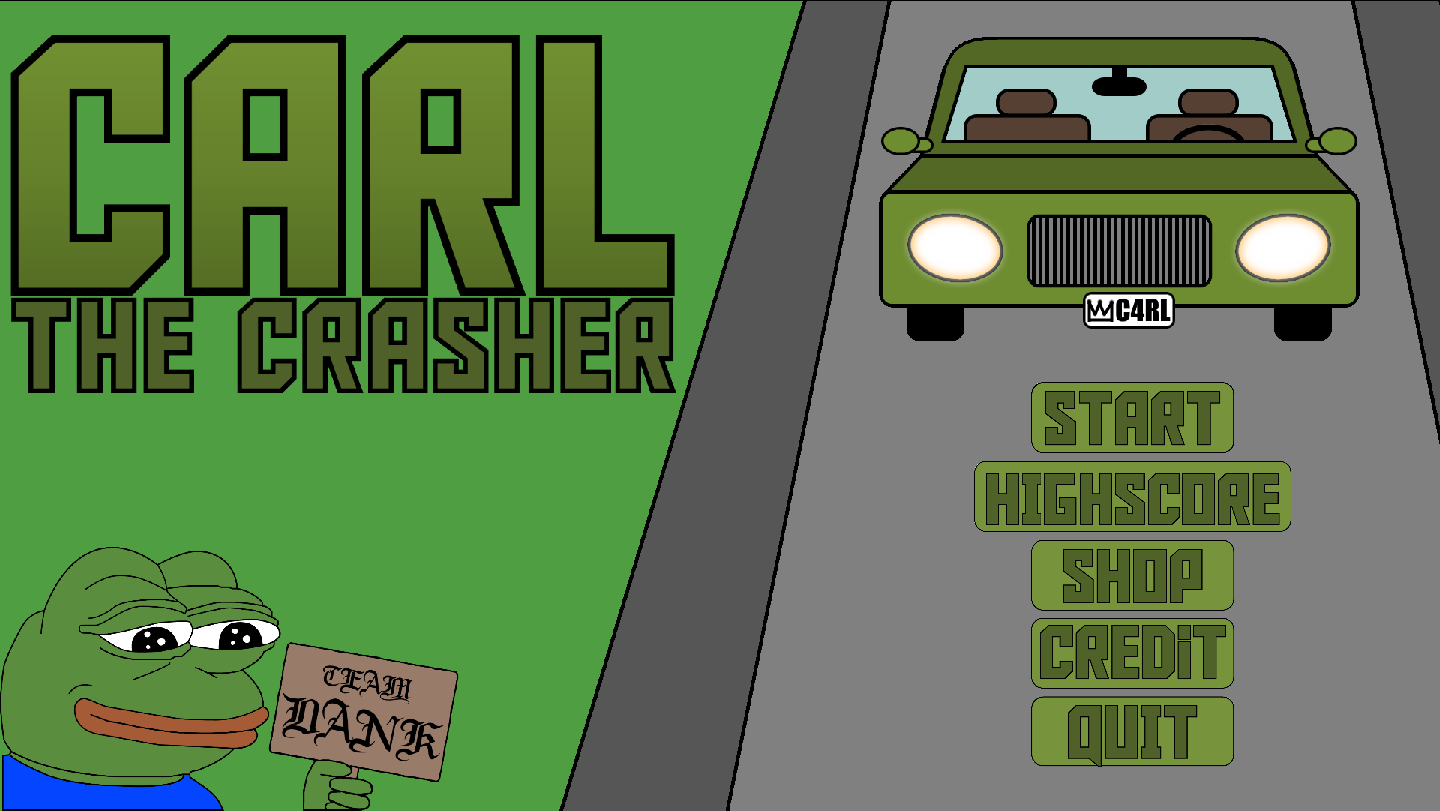 CARL
THE CRASHER
C4RL
START
HIGHSCORE
SHOP
CREDiT
QUIT
TEAM
DANK